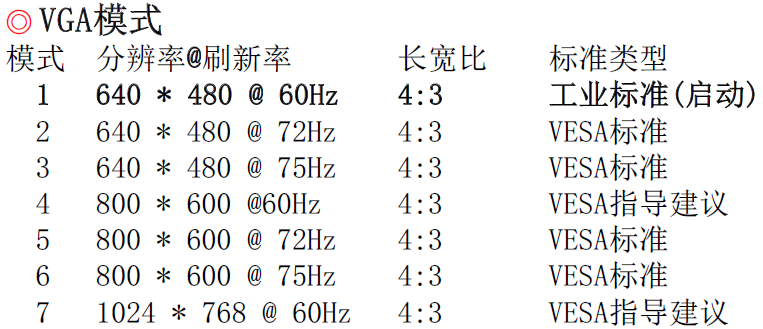 ◎ VGA模式
模式 分辨率@刷新率 长宽比 标准类型
1 640 * 480 @ 60Hz 4:3 工业标准(启动)
2 640 * 480 @ 72Hz 4:3 VESA标准
3 640 * 480 @ 75Hz 4:3 VESA标准
4 800 * 600 @60Hz 4:3 VESA指导建议
5 800 * 600 @ 72Hz 4:3 VESA标准
6 800 * 600 @ 75Hz 4:3 VESA标准
7 1024 * 768 @ 60Hz 4:3 VESA指导建议